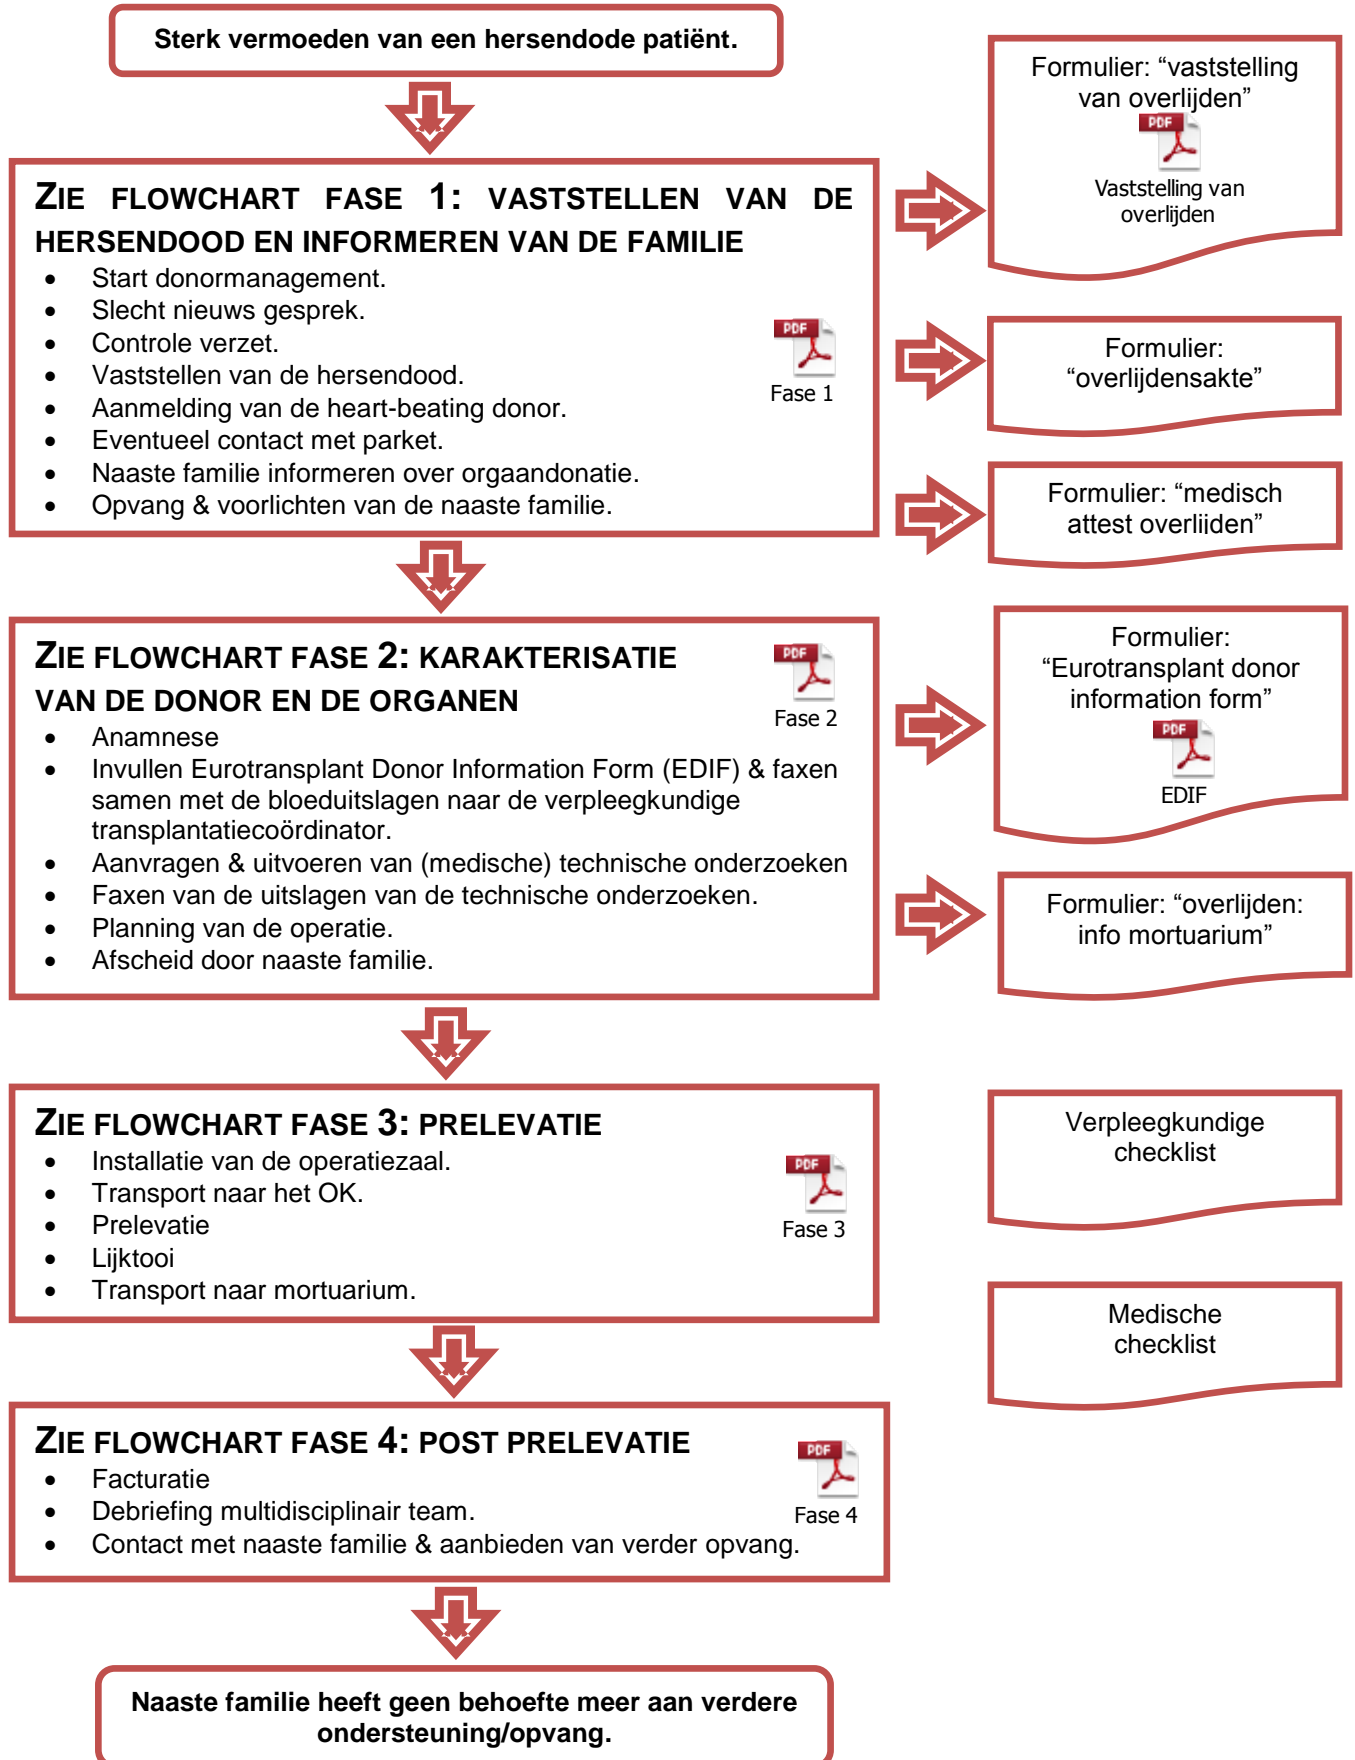 Sterk vermoeden van een hersendode patiënt.
ZIE FLOWCHART FASE 1: VASTSTELLEN VAN DE
HERSENDOOD EN INFORMEREN VAN DE FAMILIE
• Start donormanagement.
• Slecht nieuws gesprek.
• Controle verzet.
• Vaststellen van de hersendood.
• Aanmelding van de heart-beating donor.
• Eventueel contact met parket.
• Naaste familie informeren over orgaandonatie.
• Opvang & voorlichten van de naaste familie.
PDF
Fase 1
Formulier: “vaststelling
van overlijden”
PDF
Vaststelling van
overlijden
Formulier:
“overlijdensakte”
Formulier: “medisch
attest overlijden”
ZIE FLOWCHART FASE 2: KARAKTERISATIE
VAN DE DONOR EN DE ORGANEN
• Anamnese
• Invullen Eurotransplant Donor Information Form (EDIF) & faxen
samen met de bloeduitslagen naar de verpleegkundige
transplantatiecoördinator.
• Aanvragen & uitvoeren van (medische) technische onderzoeken
• Faxen van de uitslagen van de technische onderzoeken.
• Planning van de operatie.
• Afscheid door naaste familie.
PDF
Fase 2
Formulier:
“Eurotransplant donor
information form”
PDF
EDIF
Formulier: “overlijden:
info mortuarium”
ZIE FLOWCHART FASE 3: PRELEVATIE
• Installatie van de operatiezaal.
• Transport naar het OK.
• Prelevatie
• Lijktooi
• Transport naar mortuarium.
PDF
Fase 3
Verpleegkundige
checklist
Medische
checklist
ZIE FLOWCHART FASE 4: POST PRELEVATIE
• Facturatie
• Debriefing multidisciplinair team.
• Contact met naaste familie & aanbieden van verder opvang.
PDF
Fase 4
Naaste familie heeft geen behoefte meer aan verdere
ondersteuning/opvang.